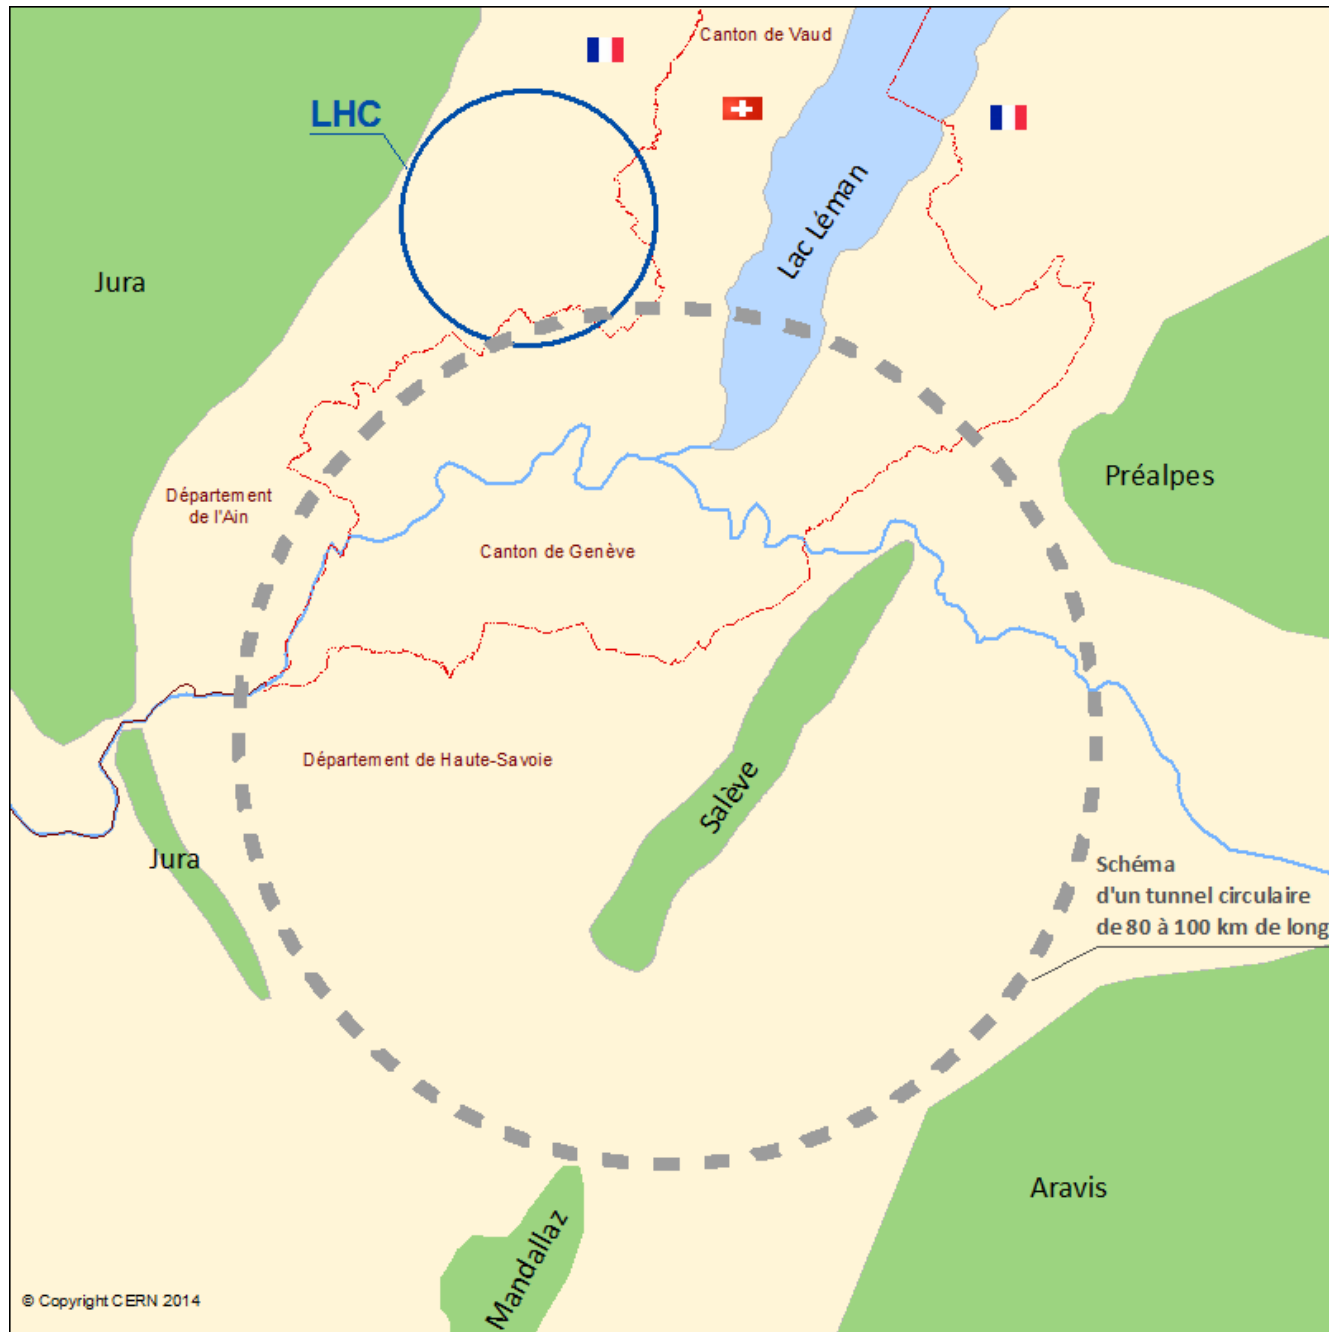 Canton de Vaud
LHC
Lac Léman
Jura
Préalpes
Département
de l'Ain
Canton de Genève
Département de Haute-Savoie
Salève
Jura
Schéma
d'un tunnel circulaire
de 80 à 100 km de long
Aravis
Mandallaz
© Copyright CERN 2014